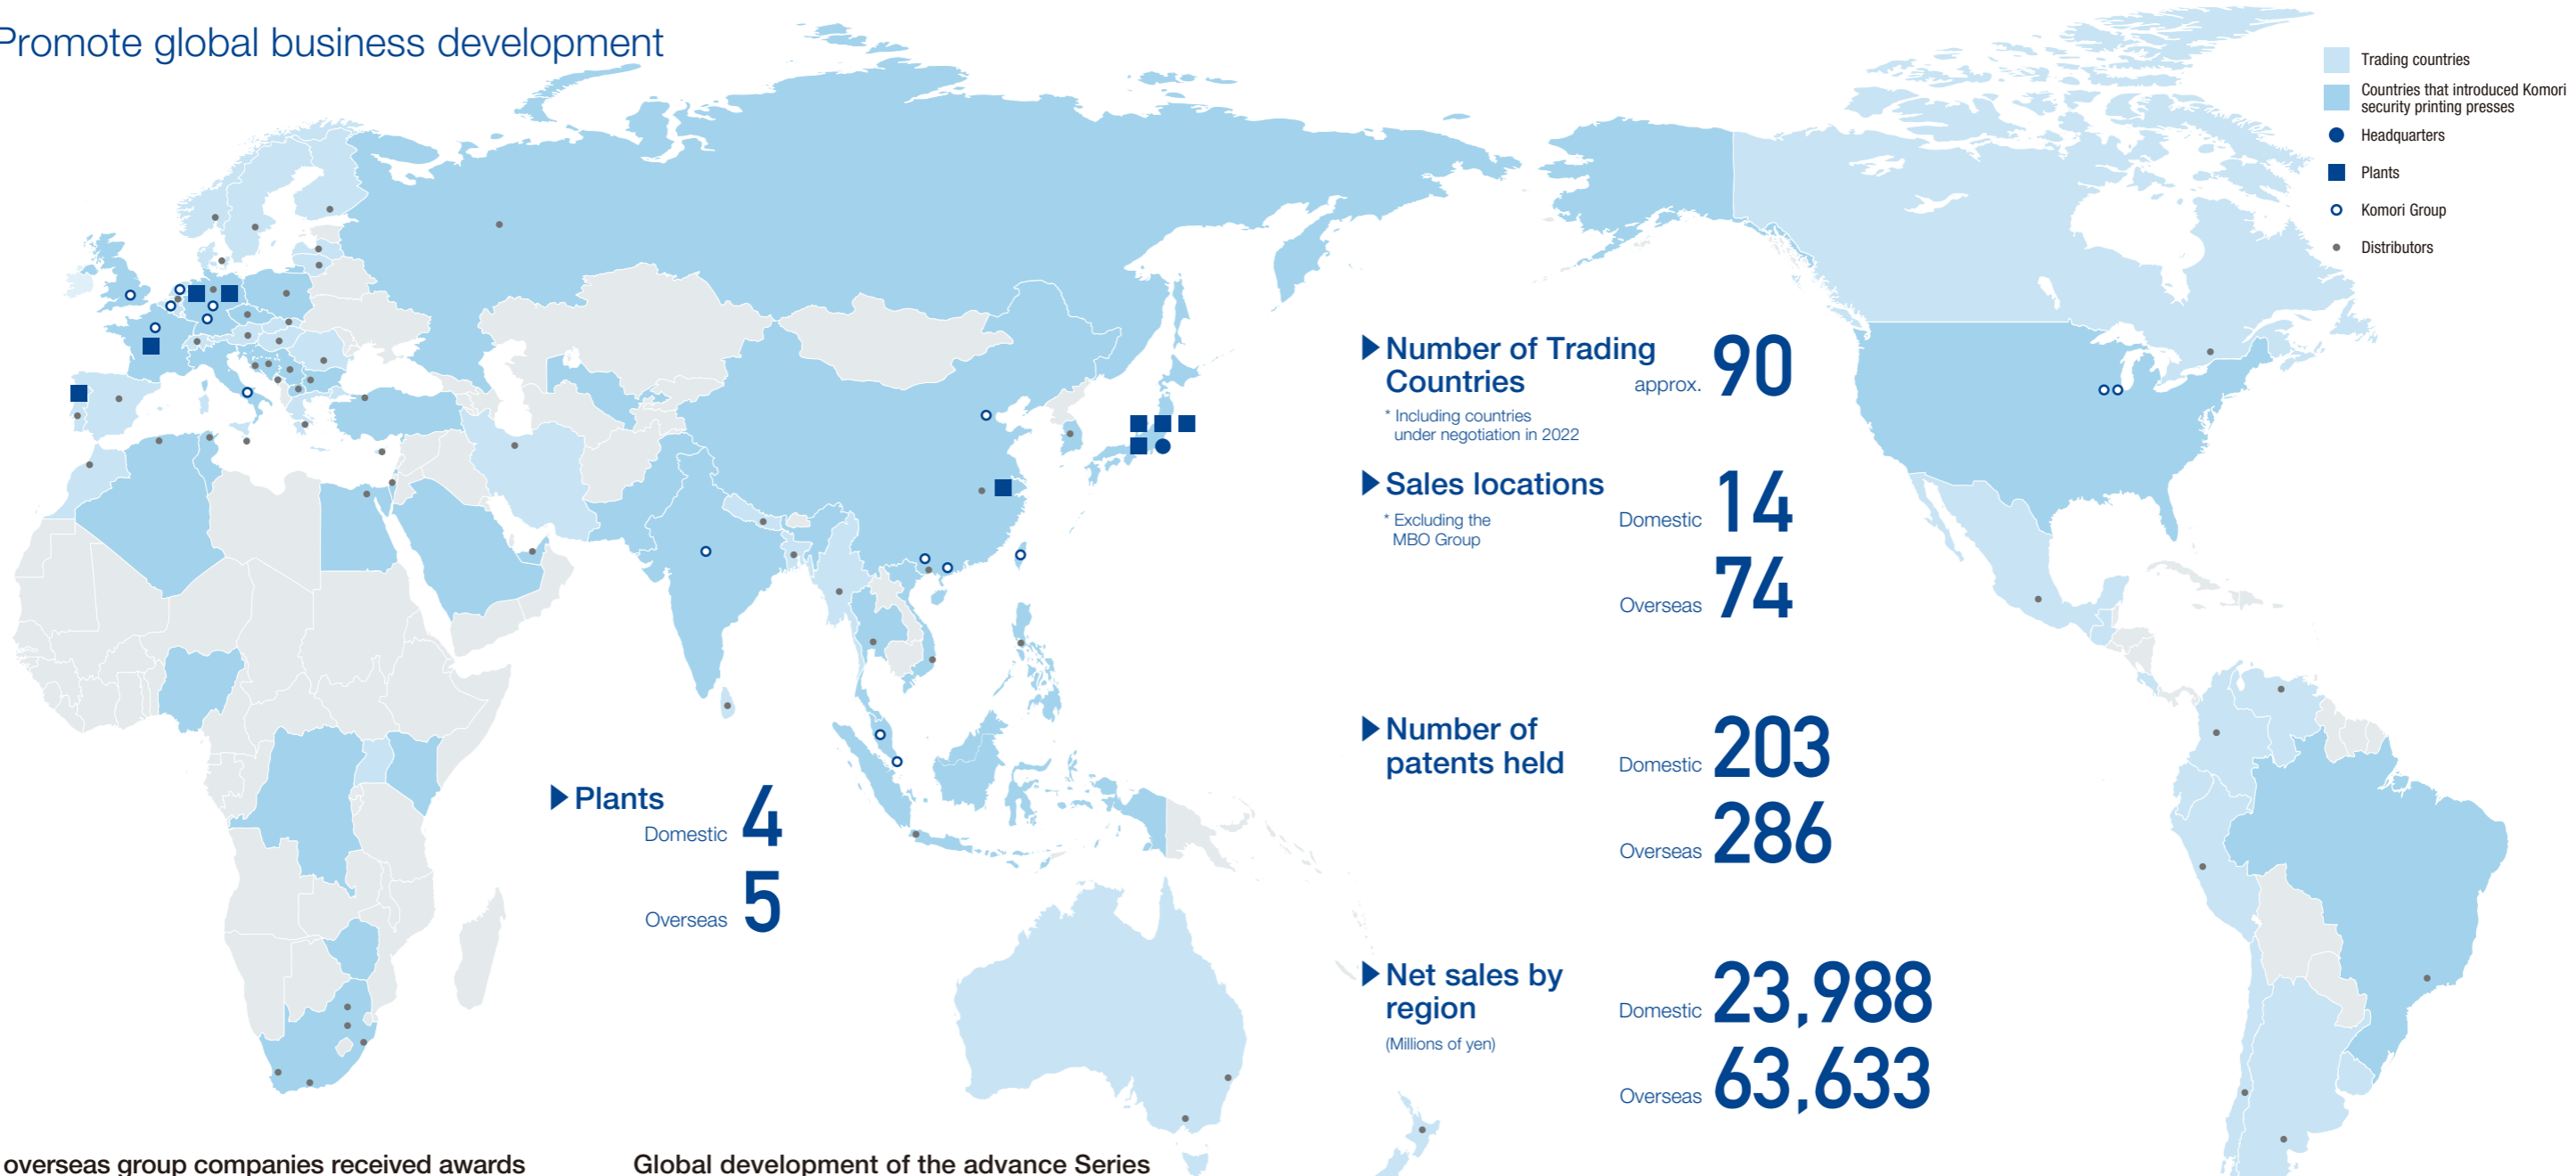 Promote global business development
Trading countries
Countries that introduced Komori
security printing presses
Headquarters
Plants
Komori Group
Distributors
Number of Trading
Countries
approx. 90
* Including countries
under negotiation in 2022
Sales locations
* Excluding the
MBO Group
Domestic 14
Overseas 74
Number of
patents held
Domestic 203
Overseas 286
Plants
Domestic 4
Overseas 5
Net sales by
region
(Millions of yen)
Domestic 23,988
Overseas 63,633
overseas group companies received awards
Global development of the advance Series